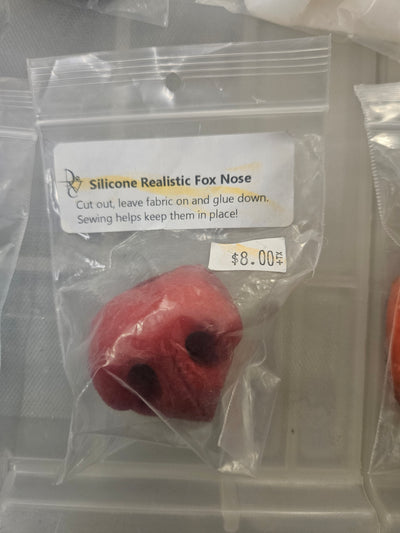 Silicone Realistic Fox Nose
Cut out, leave fabric on and glue down.
Sewing helps keep them in place!
$8.00